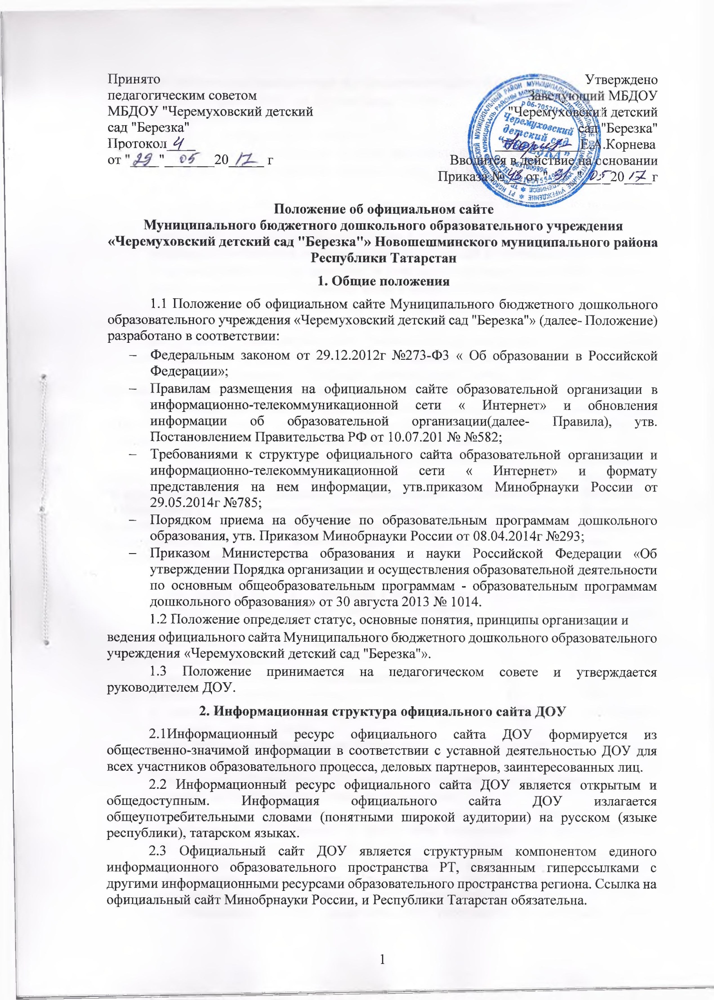 Принято
педагогическим советом
МБДОУ "Черемуховский детский
сад "Березка"
Протокол 4
от "29" 05 2017 г
Утверждено
Заведующий МБДОУ
"Черемуховский детский
сад "Березка"
Е.А.Корнева
Вводится в действие на основании
Приказа № 43 от "31" 05 2017 г
Черемуховский
детский сад
"БЕРЕЗКА"
Положение об официальном сайте
Муниципального бюджетного дошкольного образовательного учреждения
«Черемуховский детский сад "Березка"» Новошешминского муниципального района
Республики Татарстан
1. Общие положения
1.1 Положение об официальном сайте Муниципального бюджетного дошкольного
образовательного учреждения «Черемуховский детский сад "Березка"» (далее- Положение)
разработано в соответствии:
– Федеральным законом от 29.12.2012г №273-ФЗ « Об образовании в Российской
Федерации»;
– Правилам размещения на официальном сайте образовательной организации в
информационно-телекоммуникационной сети « Интернет» и обновления
информации об образовательной организации(далее- Правила), утв.
Постановлением Правительства РФ от 10.07.201 № №582;
– Требованиями к структуре официального сайта образовательной организации и
информационно-телекоммуникационной сети « Интернет» и формату
представления на нем информации, утв.приказом Минобрнауки России от
29.05.2014г №785;
– Порядком приема на обучение по образовательным программам дошкольного
образования, утв. Приказом Минобрнауки России от 08.04.2014г №293;
– Приказом Министерства образования и науки Российской Федерации «Об
утверждении Порядка организации и осуществления образовательной деятельности
по основным общеобразовательным программам - образовательным программам
дошкольного образования» от 30 августа 2013 № 1014.
1.2 Положение определяет статус, основные понятия, принципы организации и
ведения официального сайта Муниципального бюджетного дошкольного образовательного
учреждения «Черемуховский детский сад "Березка"».
1.3 Положение принимается на педагогическом совете и утверждается
руководителем ДОУ.
2. Информационная структура официального сайта ДОУ
2.1Информационный ресурс официального сайта ДОУ формируется из
общественно-значимой информации в соответствии с уставной деятельностью ДОУ для
всех участников образовательного процесса, деловых партнеров, заинтересованных лиц.
2.2 Информационный ресурс официального сайта ДОУ является открытым и
общедоступным. Информация официального сайта ДОУ излагается
общеупотребительными словами (понятными широкой аудитории) на русском (языке
республики), татарском языках.
2.3 Официальный сайт ДОУ является структурным компонентом единого
информационного образовательного пространства РТ, связанным гиперссылками с
другими информационными ресурсами образовательного пространства региона. Ссылка на
официальный сайт Минобрнауки России, и Республики Татарстан обязательна.
1